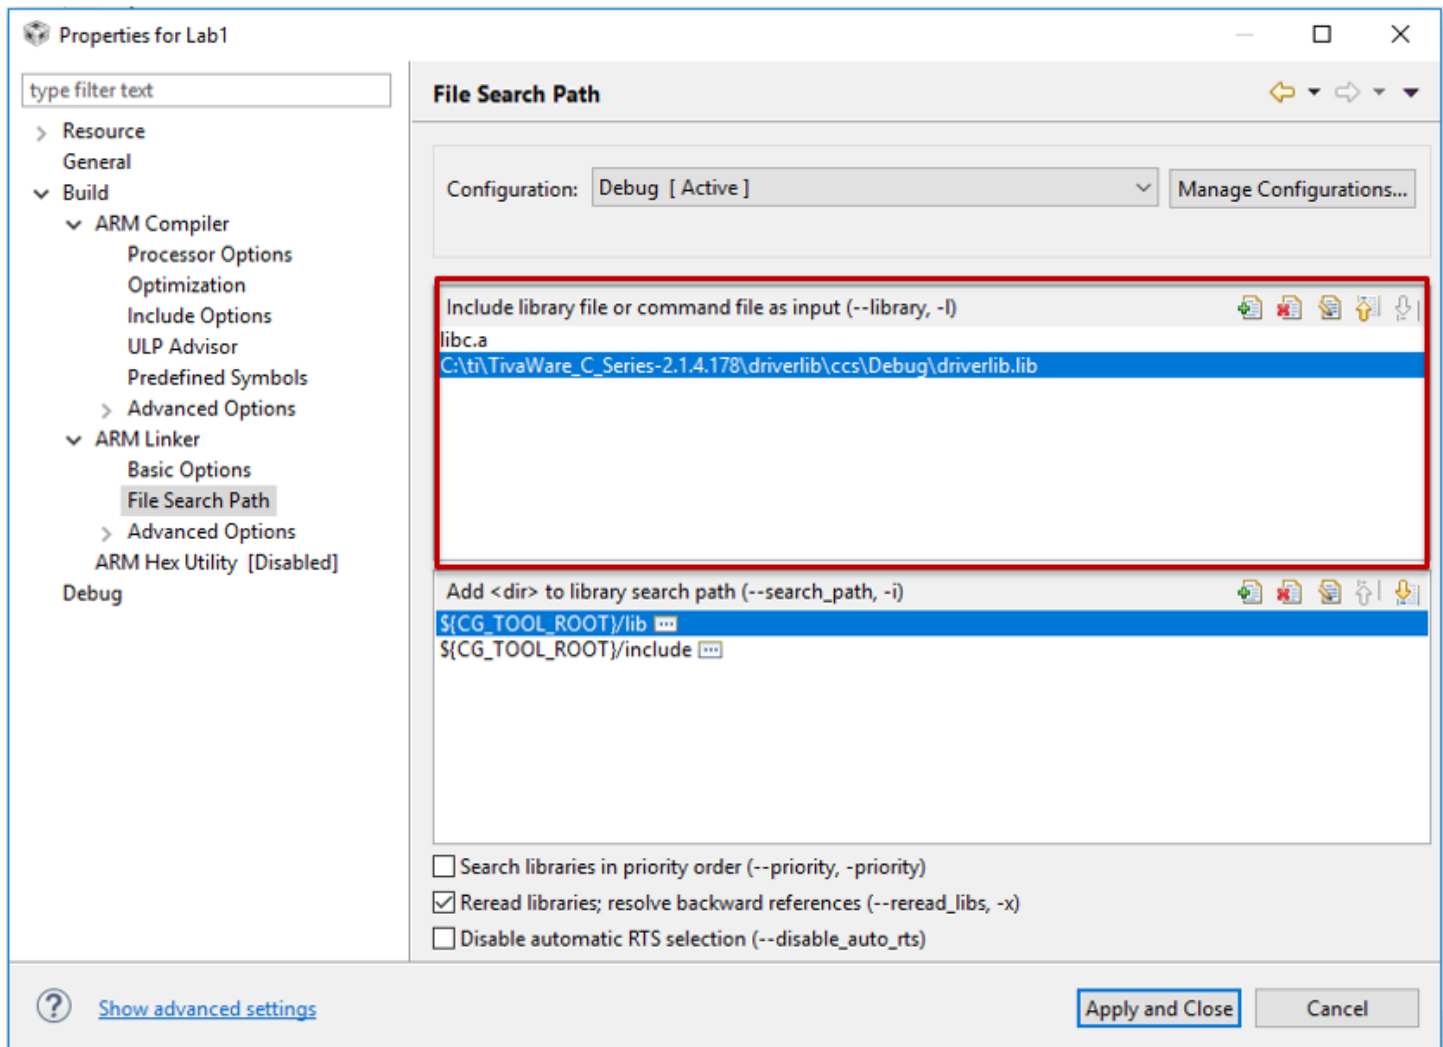 Properties for Lab1
type filter text
Resource
General
Build
ARM Compiler
Processor Options
Optimization
Include Options
ULP Advisor
Predefined Symbols
Advanced Options
ARM Linker
Basic Options
File Search Path
Advanced Options
ARM Hex Utility [Disabled]
Debug
File Search Path
Configuration: Debug [ Active ] Manage Configurations...
Include library file or command file as input (--library, -l)
libc.a
C:\ti\TivaWare_C_Series-2.1.4.178\driverlib\ccs\Debug\driverlib.lib
Add <dir> to library search path (--search_path, -i)
${CG_TOOL_ROOT}/lib
${CG_TOOL_ROOT}/include
Search libraries in priority order (--priority, -priority)
Reread libraries; resolve backward references (--reread_libs, -x)
Disable automatic RTS selection (--disable_auto_rts)
Show advanced settings
Apply and Close Cancel